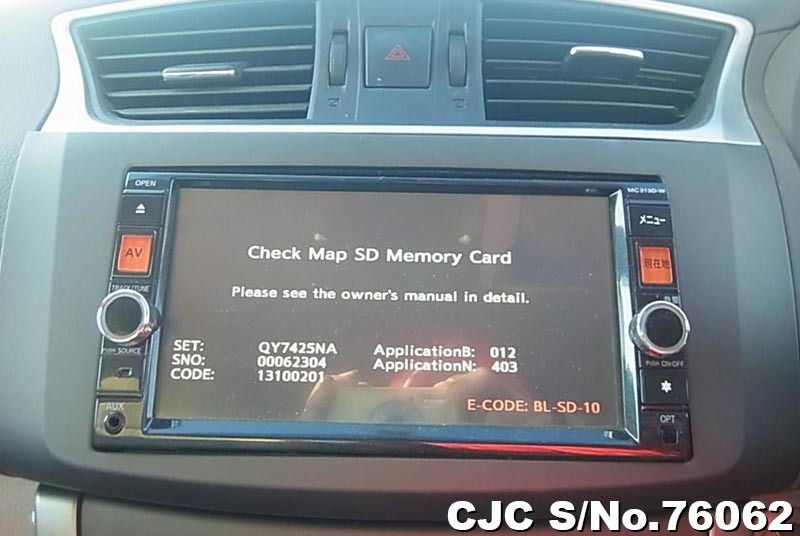 OPEN
MC313D-W
AV
メニュー
現在地
TRACK/TUNE
Check Map SD Memory Card
Please see the owner's manual in detail.
PUSH SOURCE
PUSH ON·OFF
SET: QY7425NA ApplicationB: 012
SNO: 00062304 ApplicationN: 403
CODE: 13100201
E-CODE: BL-SD-10
AUX
OPT
CJC S/No.76062